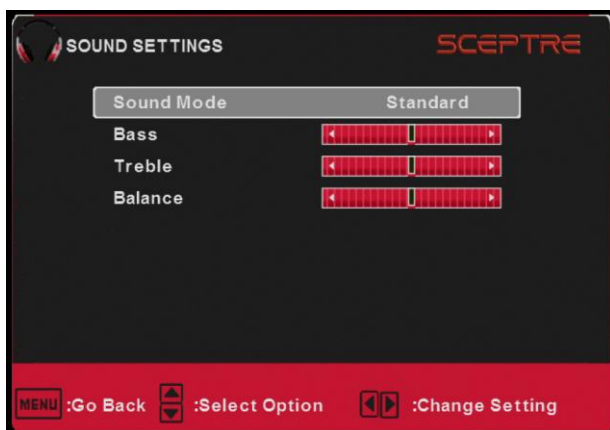 SOUND SETTINGS
SCEPTRE
Sound Mode Standard
Bass
Treble
Balance
MENU :Go Back :Select Option :Change Setting